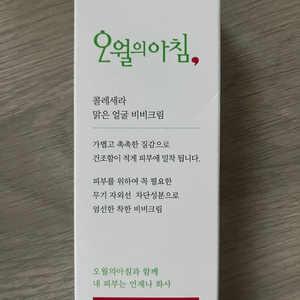 오월의아침,
콜레세라
맑은 얼굴 비비크림
가볍고 촉촉한 질감으로
건조함이 적게 피부에 밀착 됩니다.
피부를 위하여 꼭 필요한
무기 자외선 차단성분으로
엄선한 착한 비비크림
오월의아침과 함께
내 피부는 언제나 화사